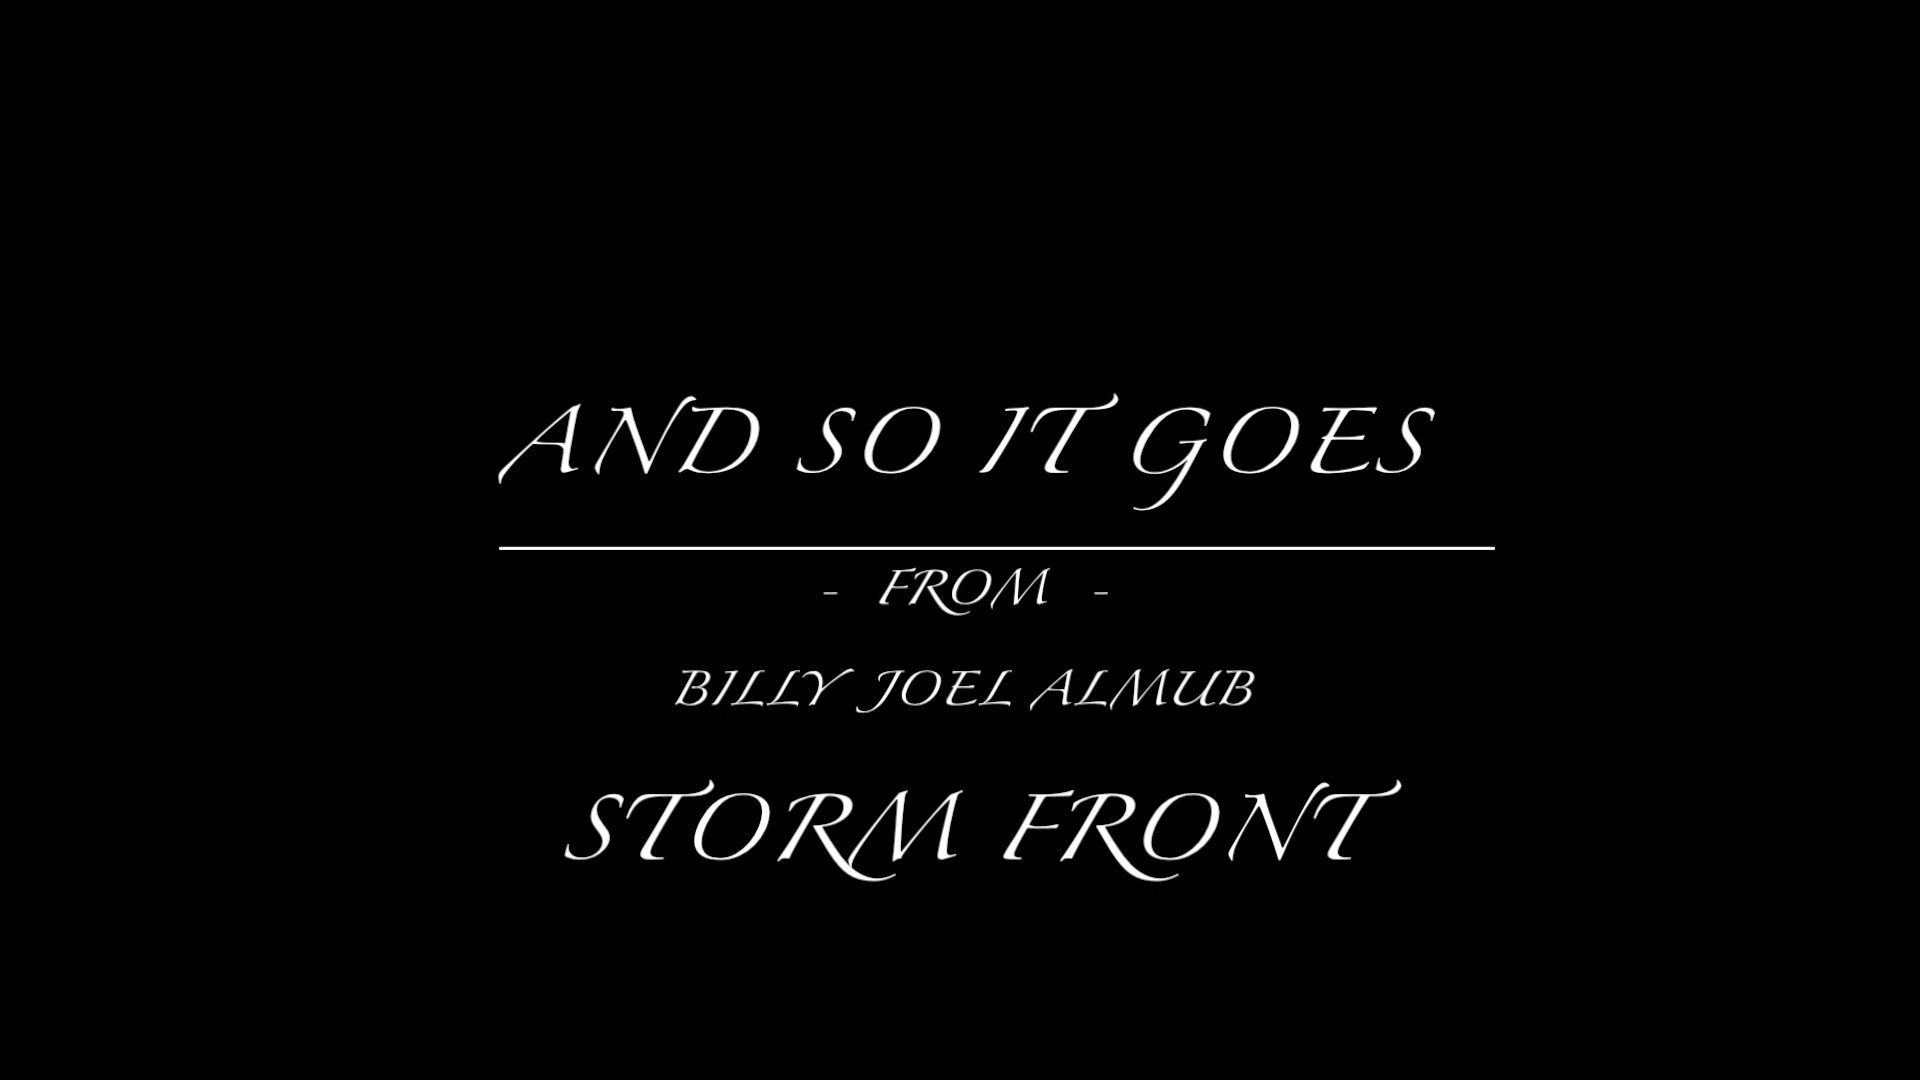 AND SO IT GOES
- FROM -
BILLY JOEL ALMUB
STORM FRONT